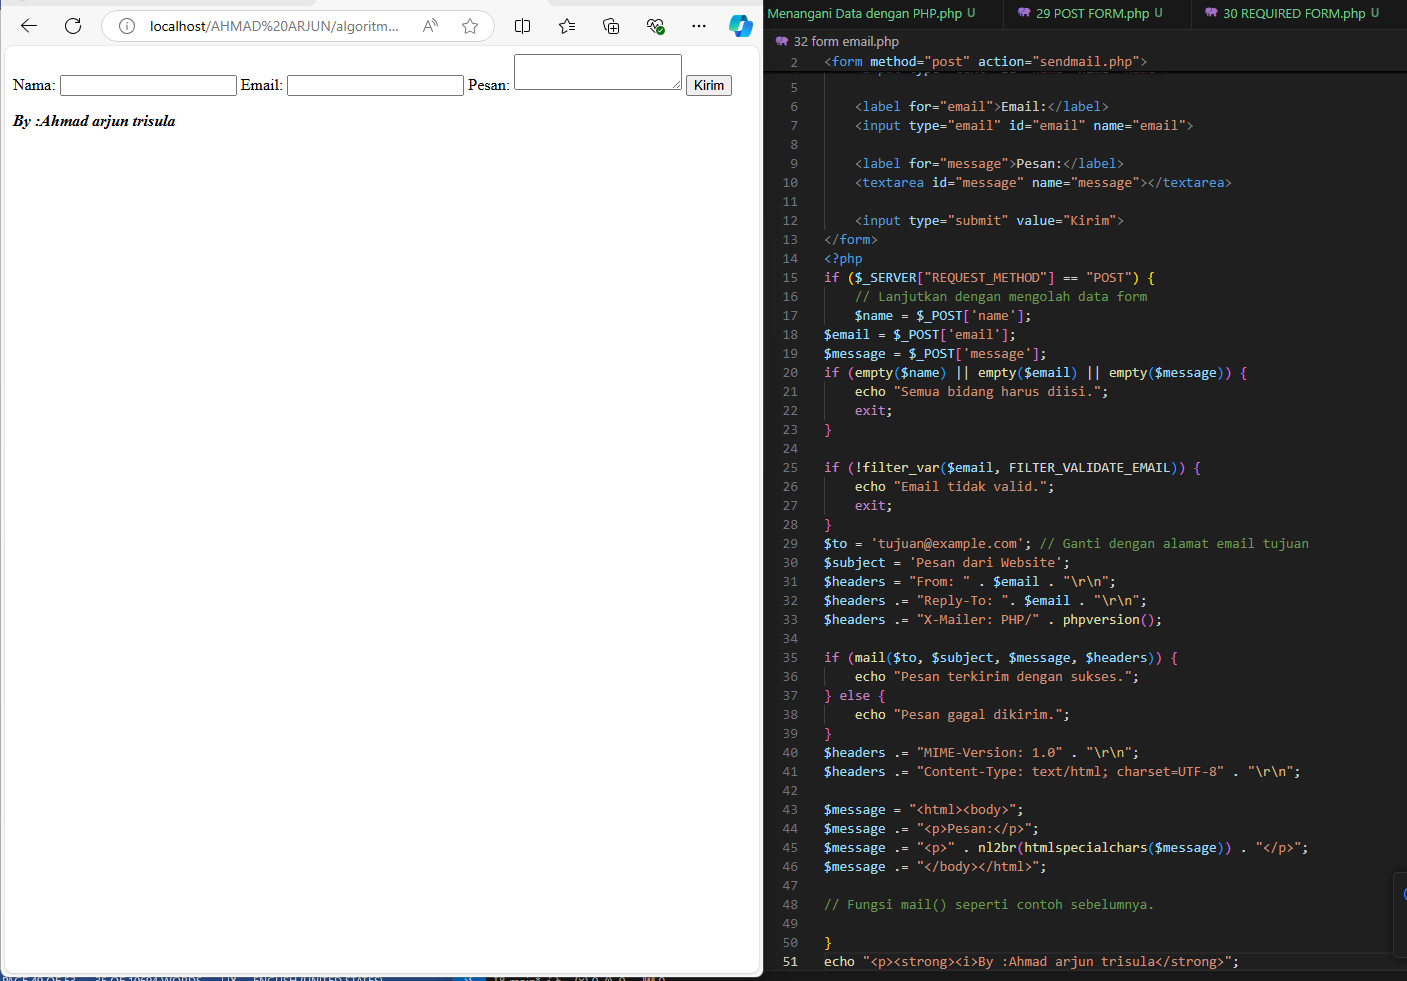 localhost/AHMAD%20ARJUN/algoritm...
Nama: Email: Pesan: Kirim
By :Ahmad arjun trisula
Menangani Data dengan PHP.php U 29 POST FORM.php U 30 REQUIRED FORM.php U
32 form email.php
2 <form method="post" action="sendmail.php">
5
6 <label for="email">Email:</label>
7 <input type="email" id="email" name="email">
8
9 <label for="message">Pesan:</label>
10 <textarea id="message" name="message"></textarea>
11
12 <input type="submit" value="Kirim">
13 </form>
14 <?php
15 if ($_SERVER["REQUEST_METHOD"] == "POST") {
16 // Lanjutkan dengan mengolah data form
17 $name = $_POST['name'];
18 $email = $_POST['email'];
19 $message = $_POST['message'];
20 if (empty($name) || empty($email) || empty($message)) {
21 echo "Semua bidang harus diisi.";
22 exit;
23 }
24
25 if (!filter_var($email, FILTER_VALIDATE_EMAIL)) {
26 echo "Email tidak valid.";
27 exit;
28 }
29 $to = 'tujuan@example.com'; // Ganti dengan alamat email tujuan
30 $subject = 'Pesan dari Website';
31 $headers = "From: " . $email . "\r\n";
32 $headers .= "Reply-To: ". $email . "\r\n";
33 $headers .= "X-Mailer: PHP/" . phpversion();
34
35 if (mail($to, $subject, $message, $headers)) {
36 echo "Pesan terkirim dengan sukses.";
37 } else {
38 echo "Pesan gagal dikirim.";
39 }
40 $headers .= "MIME-Version: 1.0" . "\r\n";
41 $headers .= "Content-Type: text/html; charset=UTF-8" . "\r\n";
42
43 $message = "<html><body>";
44 $message .= "<p>Pesan:</p>";
45 $message .= "<p>" . nl2br(htmlspecialchars($message)) . "</p>";
46 $message .= "</body></html>";
47
48 // Fungsi mail() seperti contoh sebelumnya.
49
50 }
51 echo "<p><strong><i>By :Ahmad arjun trisula</strong>";